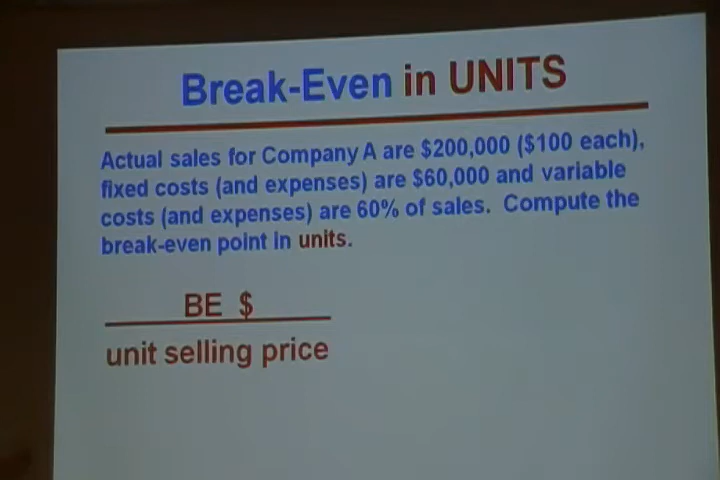 Break-Even in UNITS
Actual sales for Company A are $200,000 ($100 each),
fixed costs (and expenses) are $60,000 and variable
costs (and expenses) are 60% of sales. Compute the
break-even point in units.
BE $
unit selling price